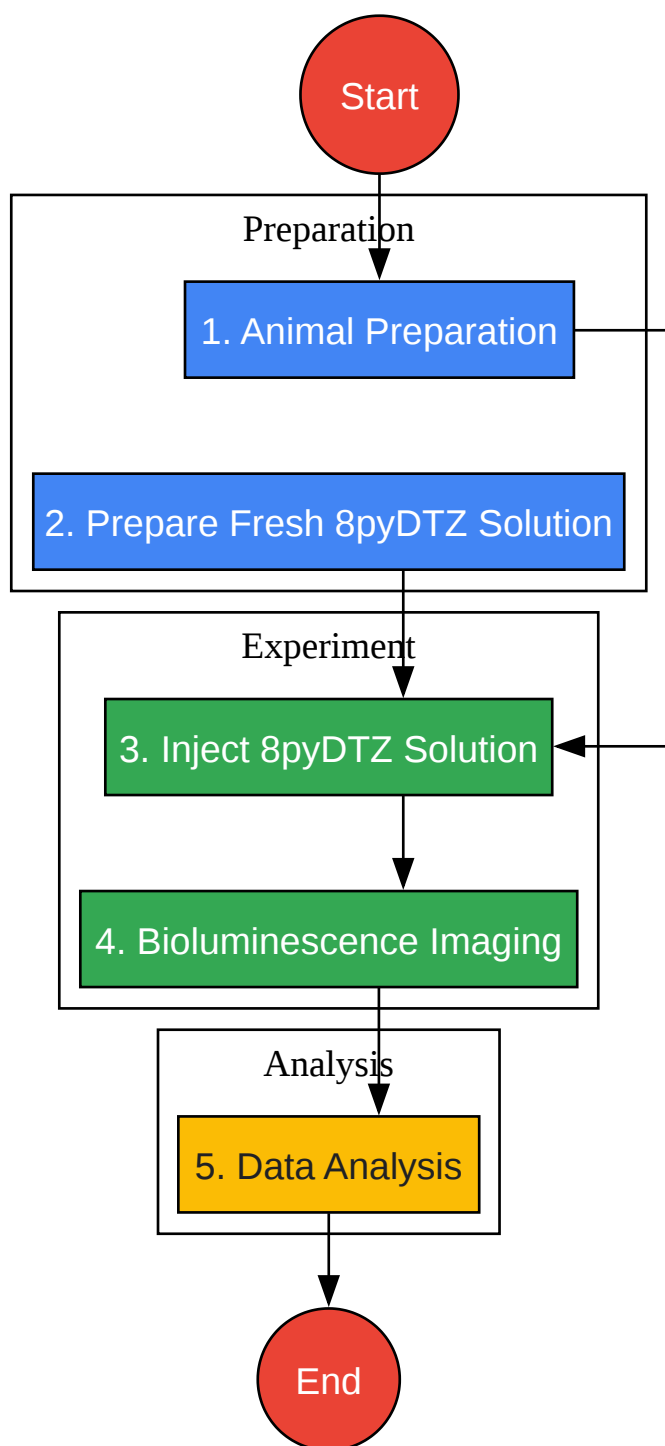 Start
Preparation
1. Animal Preparation
2. Prepare Fresh 8pyDTZ Solution
Experiment
3. Inject 8pyDTZ Solution
4. Bioluminescence Imaging
Analysis
5. Data Analysis
End